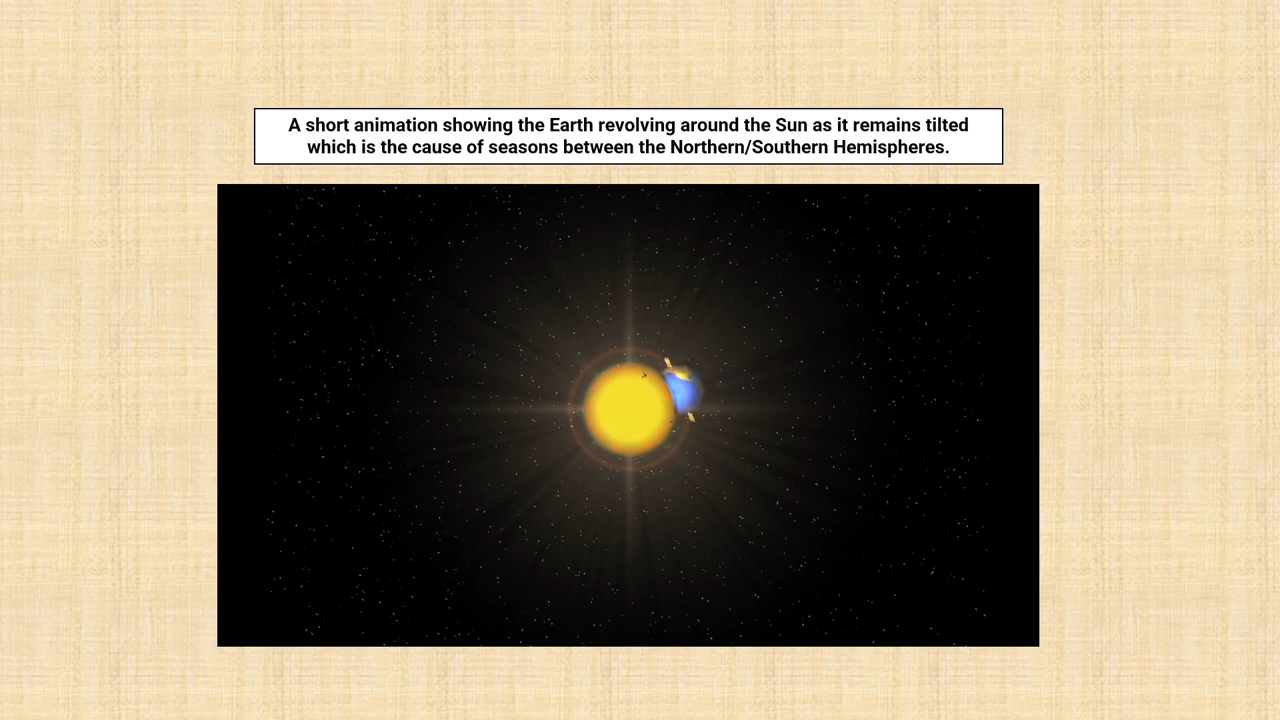 A short animation showing the Earth revolving around the Sun as it remains tilted
which is the cause of seasons between the Northern/Southern Hemispheres.